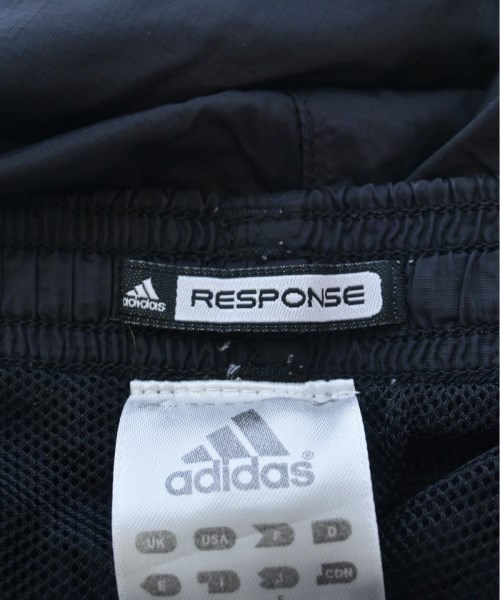 adidas RESPONSE
adidas®
UK USA F D
E I J CDN